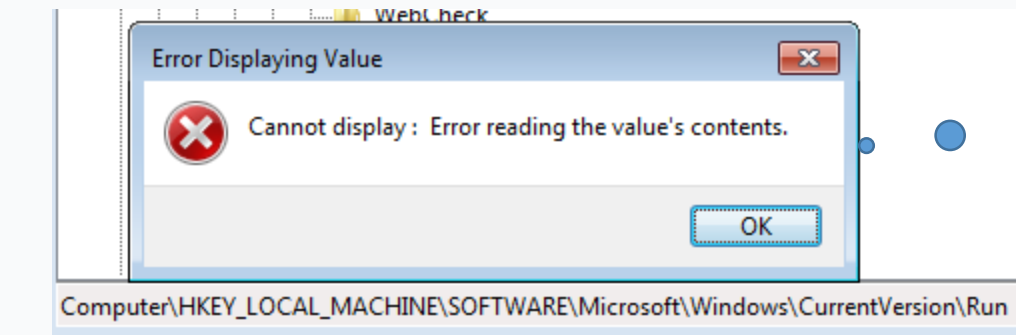 WebCheck
Error Displaying Value
Cannot display :  Error reading the value's contents.
OK
Computer\HKEY_LOCAL_MACHINE\SOFTWARE\Microsoft\Windows\CurrentVersion\Run